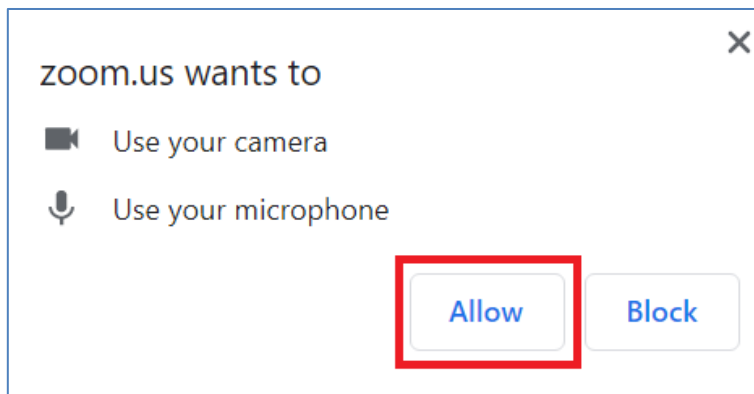 zoom.us wants to
Use your camera
Use your microphone
Allow Block